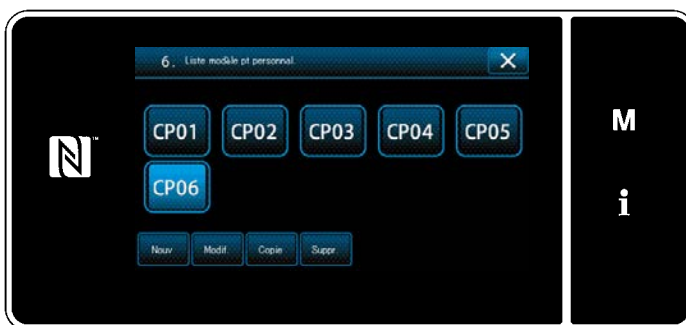 6. Liste modèle pt personnal.
CP01 CP02 CP03 CP04 CP05
CP06
Nouv Modif. Copie Suppr.
M
i